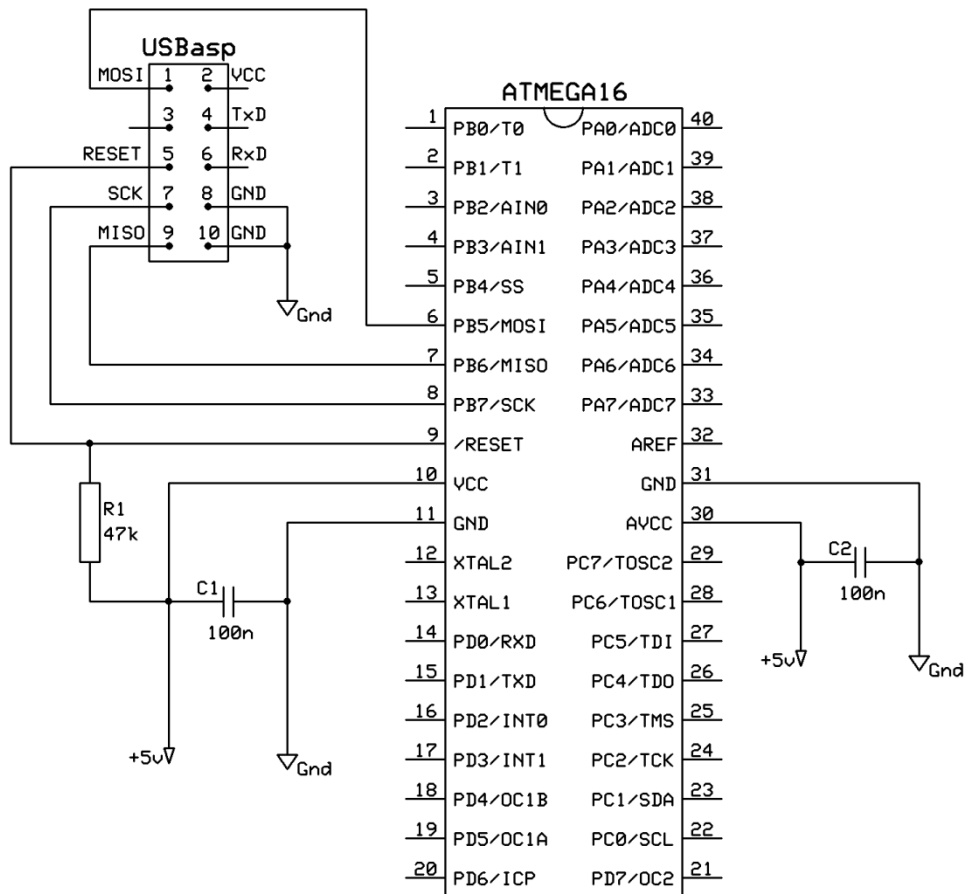 USBasp
MOSI 1 2 VCC
3 4 TxD
RESET 5 6 RxD
SCK 7 8 GND
MISO 9 10 GND
Gnd
ATMEGA16
1 PB0/T0 PA0/ADC0 40
2 PB1/T1 PA1/ADC1 39
3 PB2/AIN0 PA2/ADC2 38
4 PB3/AIN1 PA3/ADC3 37
5 PB4/SS PA4/ADC4 36
6 PB5/MOSI PA5/ADC5 35
7 PB6/MISO PA6/ADC6 34
8 PB7/SCK PA7/ADC7 33
9 /RESET AREF 32
10 VCC GND 31
11 GND AVCC 30
12 XTAL2 PC7/TOSC2 29
13 XTAL1 PC6/TOSC1 28
14 PD0/RXD PC5/TDI 27
15 PD1/TXD PC4/TDO 26
16 PD2/INT0 PC3/TMS 25
17 PD3/INT1 PC2/TCK 24
18 PD4/OC1B PC1/SDA 23
19 PD5/OC1A PC0/SCL 22
20 PD6/ICP PD7/OC2 21
R1
47k
C1
100n
+5v
Gnd
C2
100n
+5v
Gnd